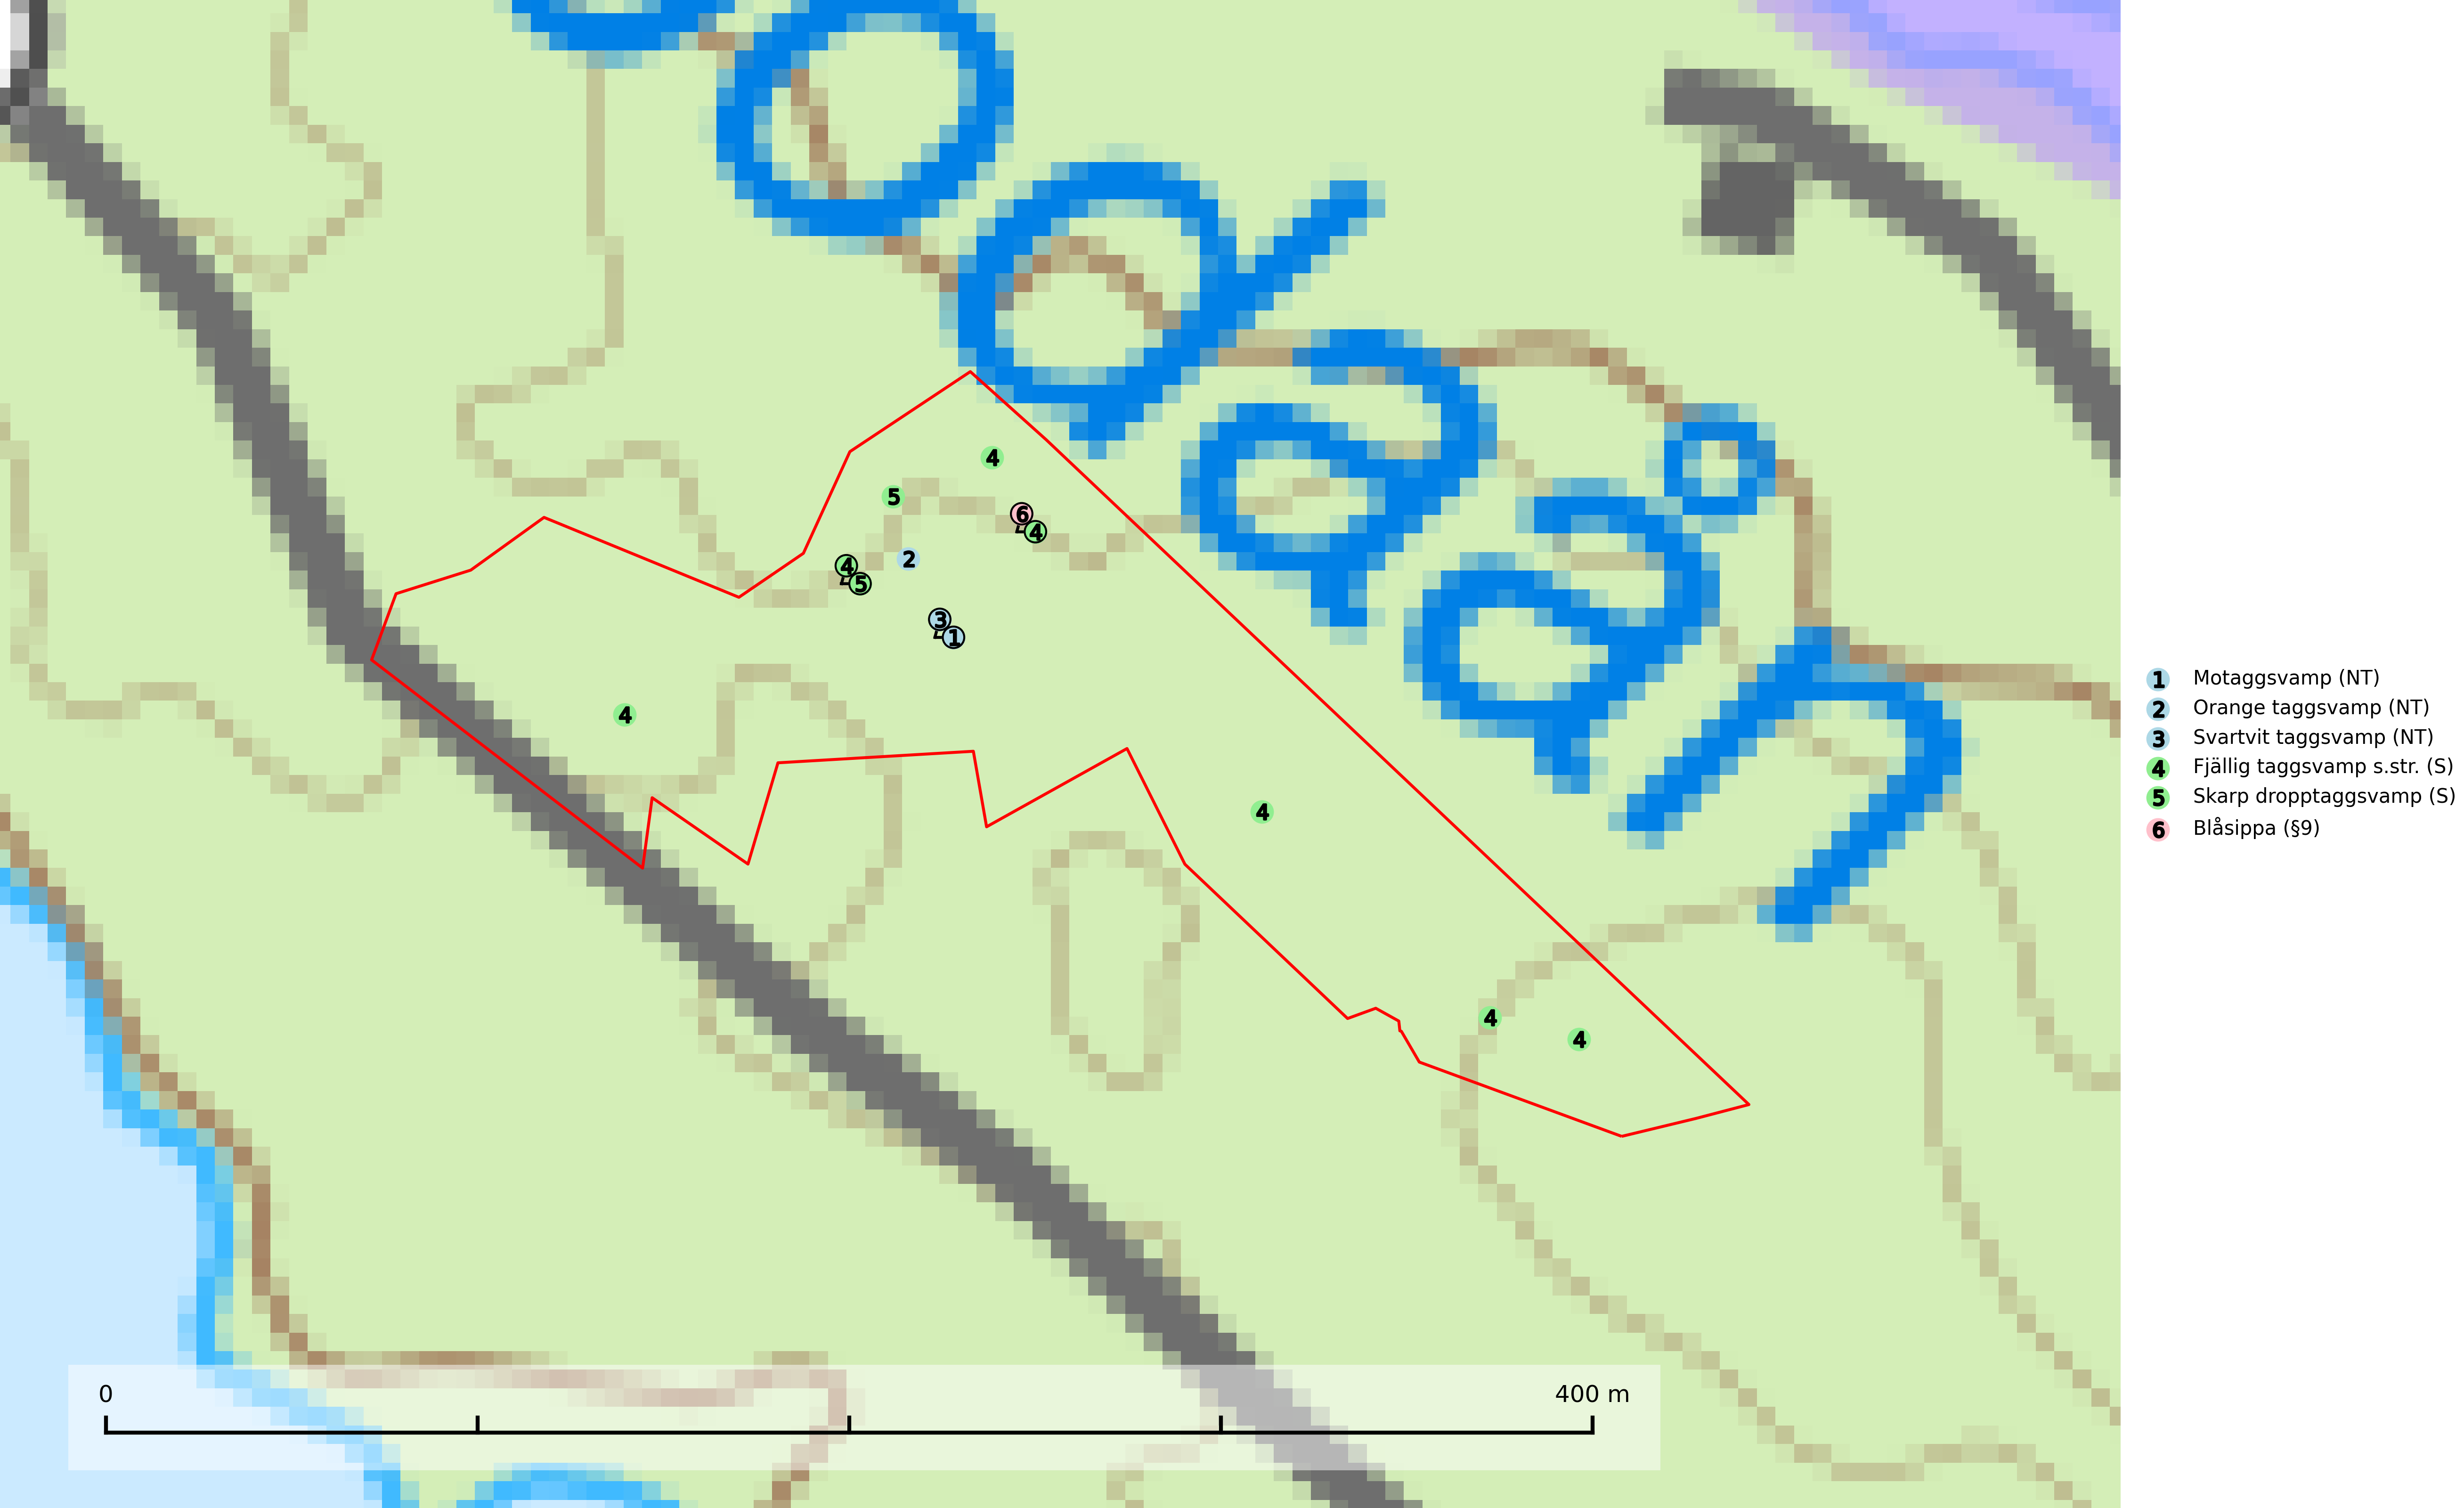 4
5
6
4
2
4
5
3
1
4
4
4
4
1 Motaggsvamp (NT)
2 Orange taggsvamp (NT)
3 Svartvit taggsvamp (NT)
4 Fjällig taggsvamp s.str. (S)
5 Skarp dropptaggsvamp (S)
6 Blåsippa (§9)
0 400 m